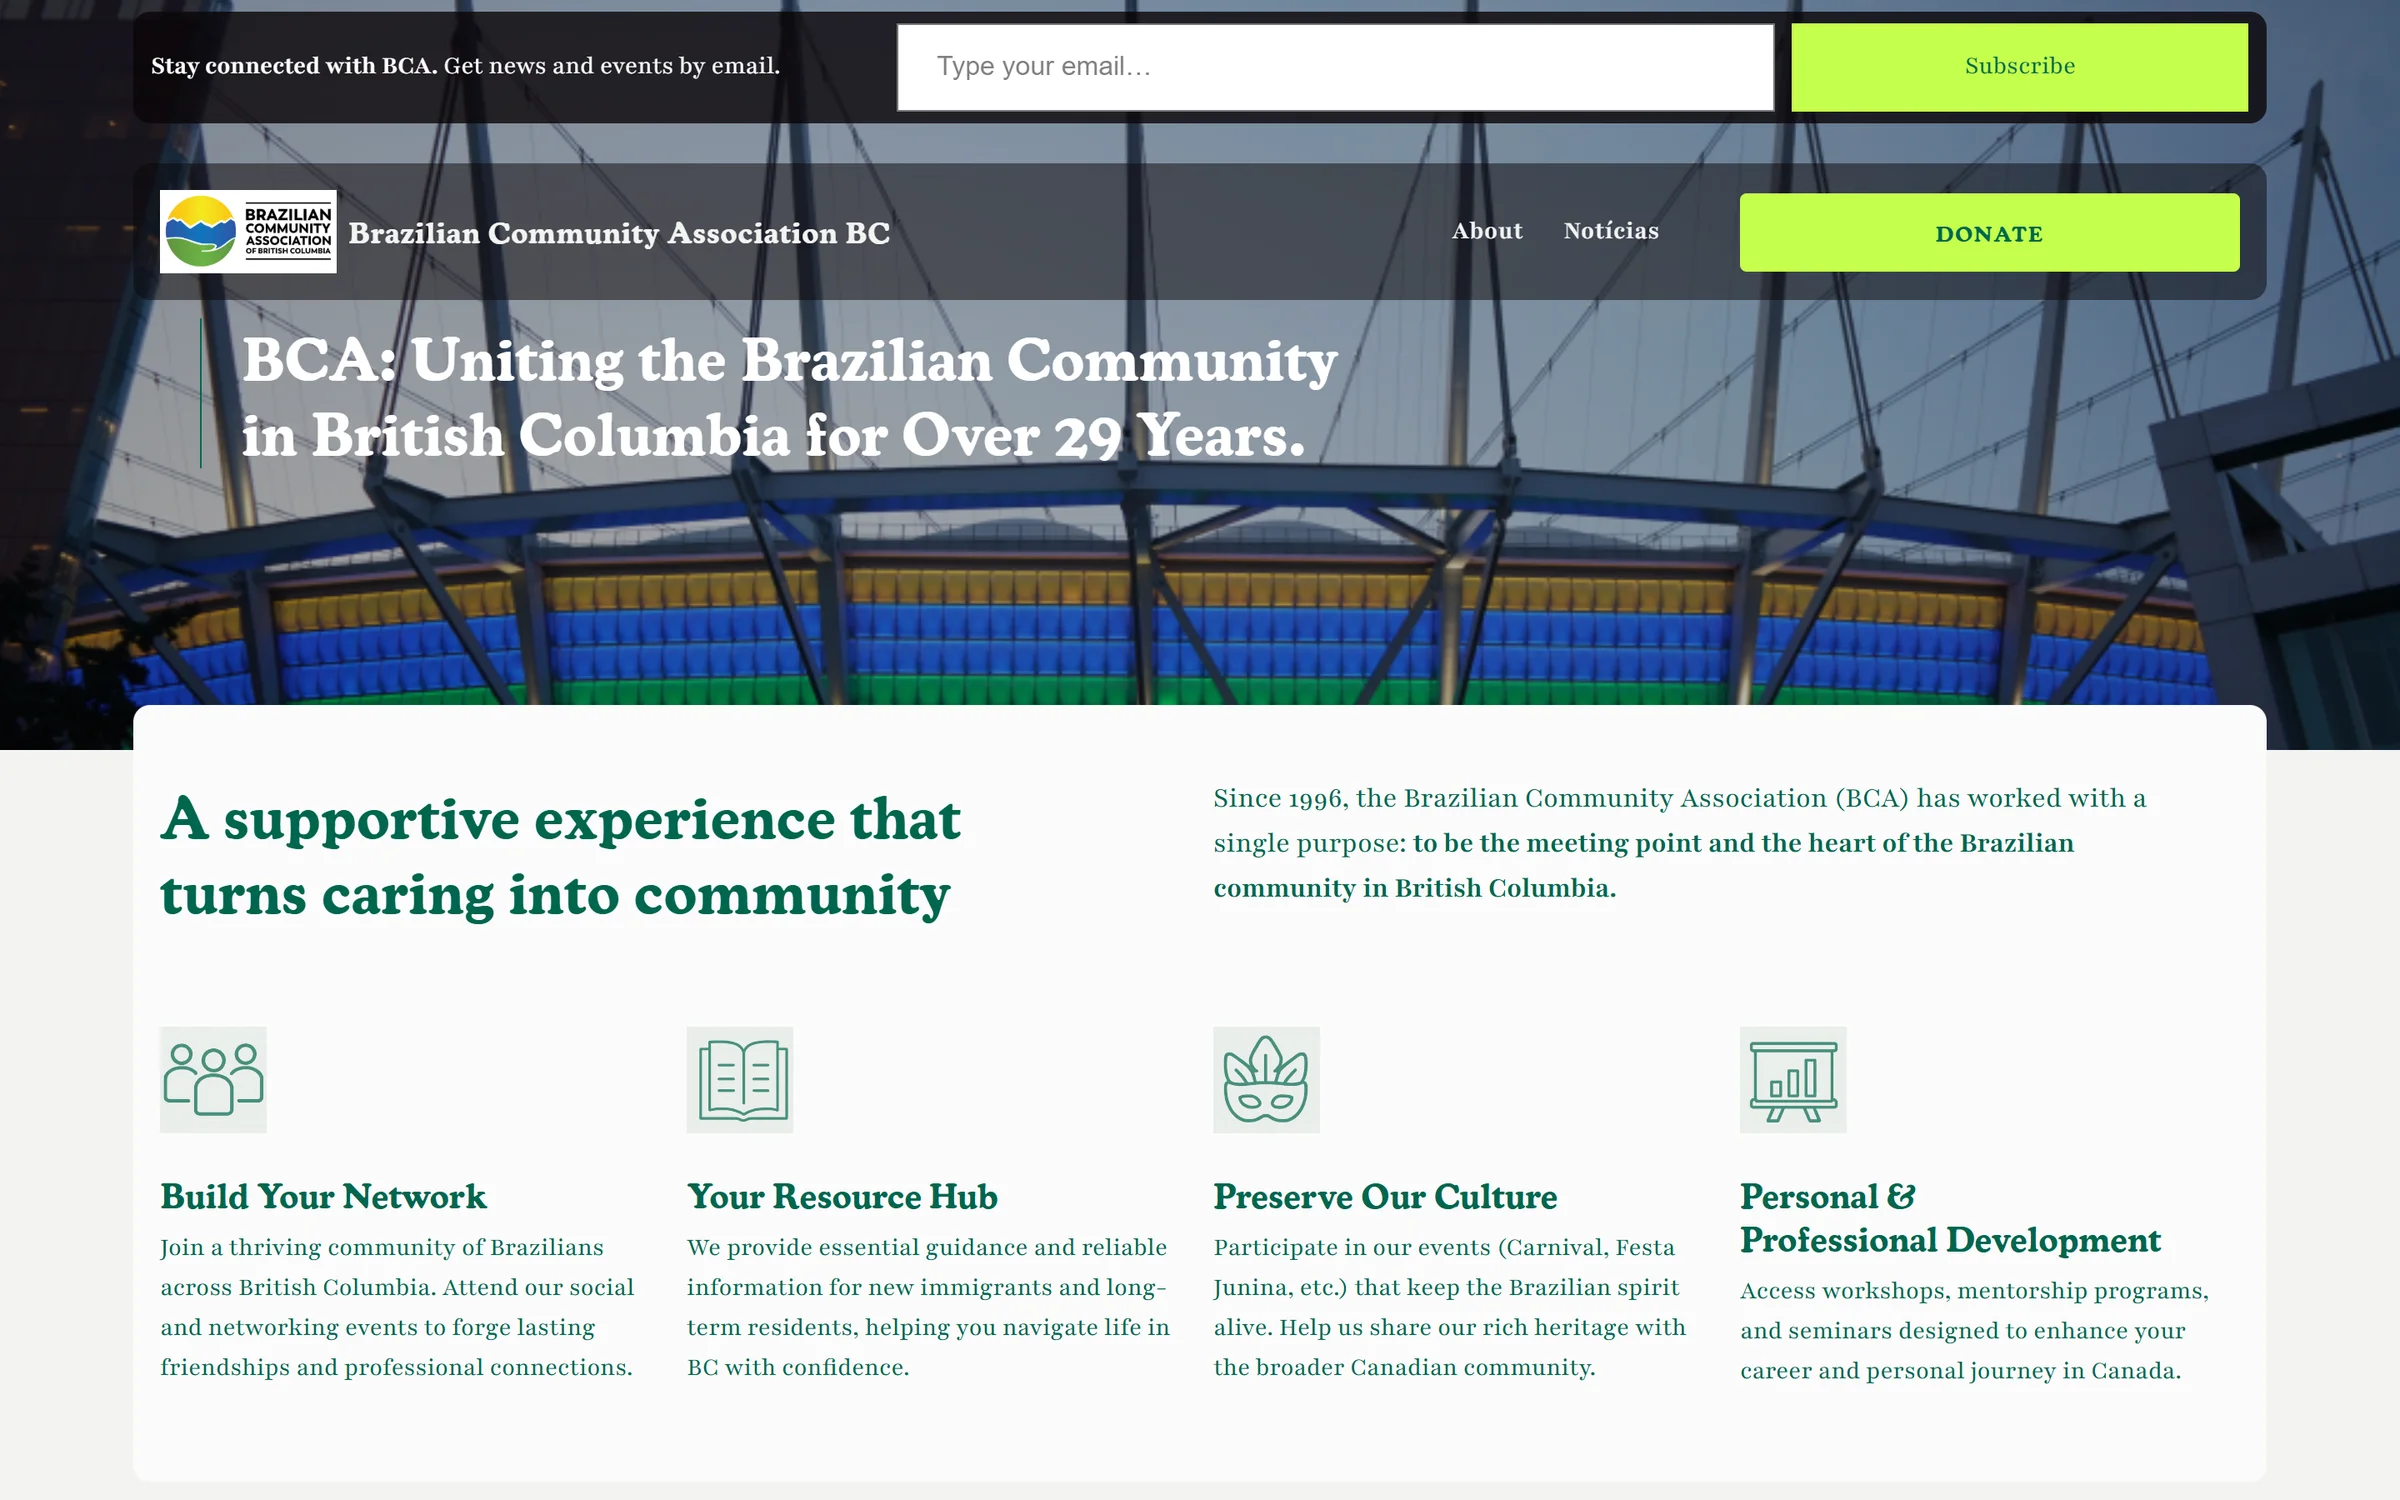 Stay connected with BCA. Get news and events by email.
Type your email…
Subscribe
BRAZILIAN
COMMUNITY
ASSOCIATION
OF BRITISH COLUMBIA
Brazilian Community Association BC
About
Notícias
DONATE
BCA: Uniting the Brazilian Community
in British Columbia for Over 29 Years.
A supportive experience that
turns caring into community
Since 1996, the Brazilian Community Association (BCA) has worked with a
single purpose: to be the meeting point and the heart of the Brazilian
community in British Columbia.
Build Your Network
Join a thriving community of Brazilians
across British Columbia. Attend our social
and networking events to forge lasting
friendships and professional connections.
Your Resource Hub
We provide essential guidance and reliable
information for new immigrants and long-
term residents, helping you navigate life in
BC with confidence.
Preserve Our Culture
Participate in our events (Carnival, Festa
Junina, etc.) that keep the Brazilian spirit
alive. Help us share our rich heritage with
the broader Canadian community.
Personal &
Professional Development
Access workshops, mentorship programs,
and seminars designed to enhance your
career and personal journey in Canada.